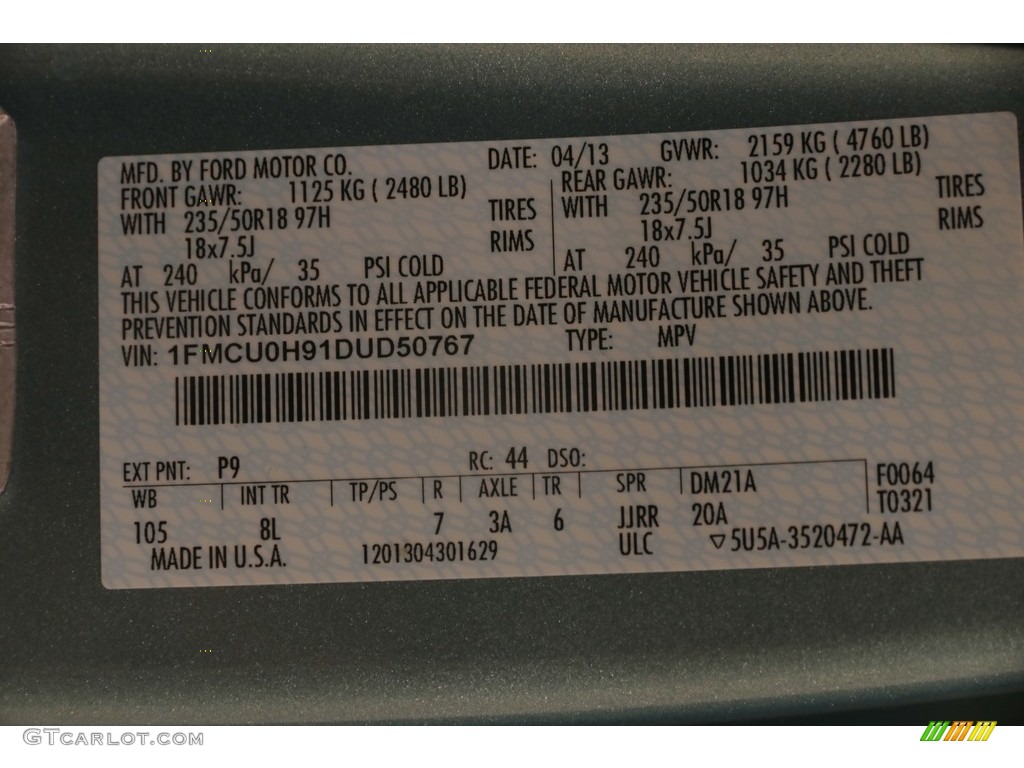 MFD. BY FORD MOTOR CO. DATE: 04/13 GVWR: 2159 KG ( 4760 LB)
FRONT GAWR: 1125 KG ( 2480 LB) REAR GAWR: 1034 KG ( 2280 LB)
WITH 235/50R18 97H TIRES WITH 235/50R18 97H TIRES
18x7.5J RIMS 18x7.5J RIMS
AT 240 kPa/ 35 PSI COLD AT 240 kPa/ 35 PSI COLD
THIS VEHICLE CONFORMS TO ALL APPLICABLE FEDERAL MOTOR VEHICLE SAFETY AND THEFT
PREVENTION STANDARDS IN EFFECT ON THE DATE OF MANUFACTURE SHOWN ABOVE.
VIN: 1FMCU0H91DUD50767 TYPE: MPV
EXT PNT: P9 RC: 44 DSO:
WB INT TR TP/PS R AXLE TR SPR DM21A F0064
T0321
105 8L 7 3A 6 JJRR 20A
MADE IN U.S.A. 1201304301629 ULC ▽5U5A-3520472-AA
GTCARLOT.COM